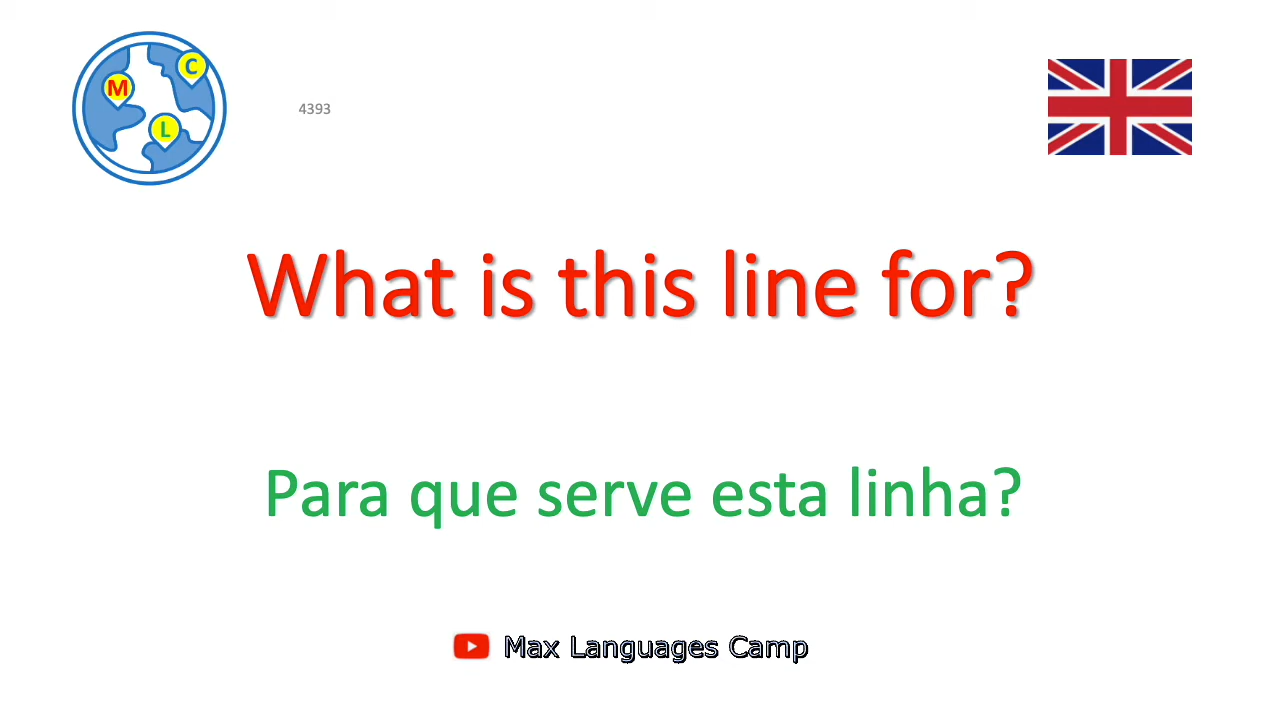 C
M
L
4393
What is this line for?
Para que serve esta linha?
Max Languages Camp